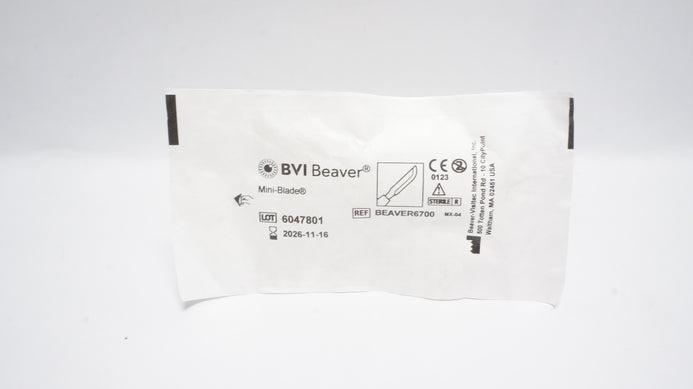 BVI Beaver®
Mini-Blade®
LOT 6047801
2026-11-16
REF BEAVER6700
MX-04
CE
0123
STERILE R
Beaver-Visitec International, Inc.
500 Totten Pond Rd - 10 CityPoint
Waltham, MA 02451 USA